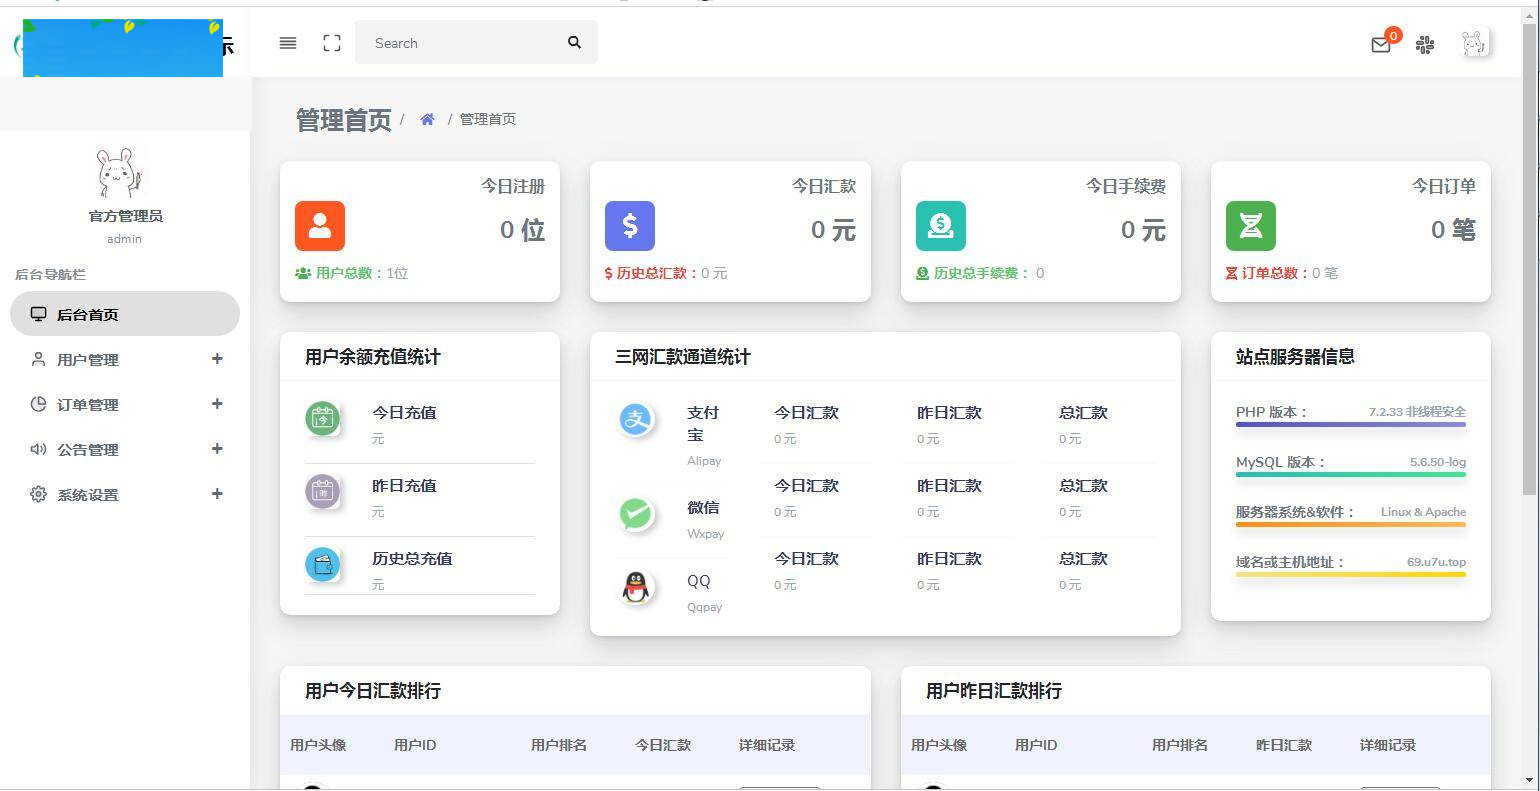 示
Search
0
管理首页 / / 管理首页
官方管理员
admin
后台导航栏
后台首页
用户管理 +
订单管理 +
公告管理 +
系统设置 +
今日注册
0 位
用户总数：1位
今日汇款
0 元
$ 历史总汇款：0 元
今日手续费
0 元
历史总手续费： 0
今日订单
0 笔
订单总数：0 笔
用户余额充值统计
今
今日充值
元
昨
昨日充值
元
历史总充值
元
三网汇款通道统计
支
支付
宝
Alipay
今日汇款 昨日汇款 总汇款
0 元 0 元 0 元
微信
Wxpay
今日汇款 昨日汇款 总汇款
0 元 0 元 0 元
QQ
Qqpay
今日汇款 昨日汇款 总汇款
0 元 0 元 0 元
站点服务器信息
PHP 版本： 7.2.33 非线程安全
MySQL 版本： 5.6.50-log
服务器系统&软件： Linux & Apache
域名或主机地址： 69.u7u.top
用户今日汇款排行
用户头像 用户ID 用户排名 今日汇款 详细记录
用户昨日汇款排行
用户头像 用户ID 用户排名 昨日汇款 详细记录